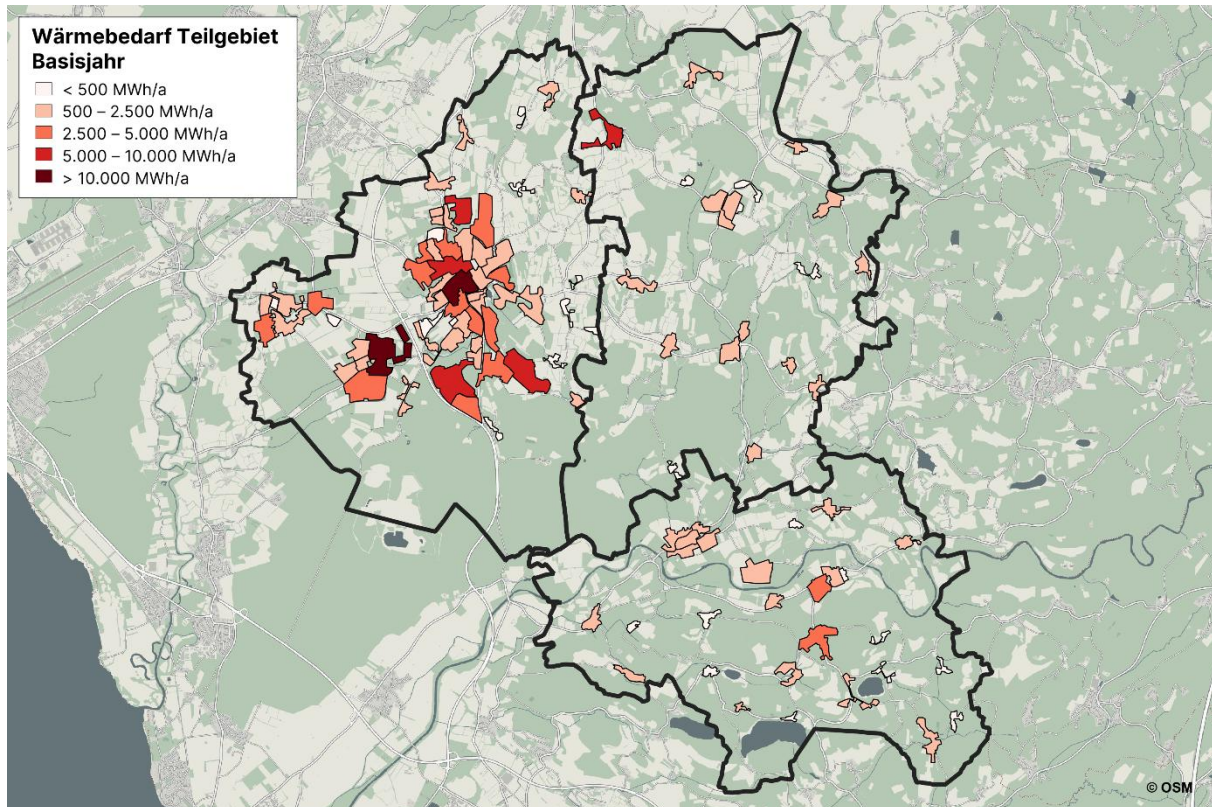 Wärmebedarf Teilgebiet
Basisjahr
< 500 MWh/a
500 – 2.500 MWh/a
2.500 – 5.000 MWh/a
5.000 – 10.000 MWh/a
> 10.000 MWh/a
© OSM